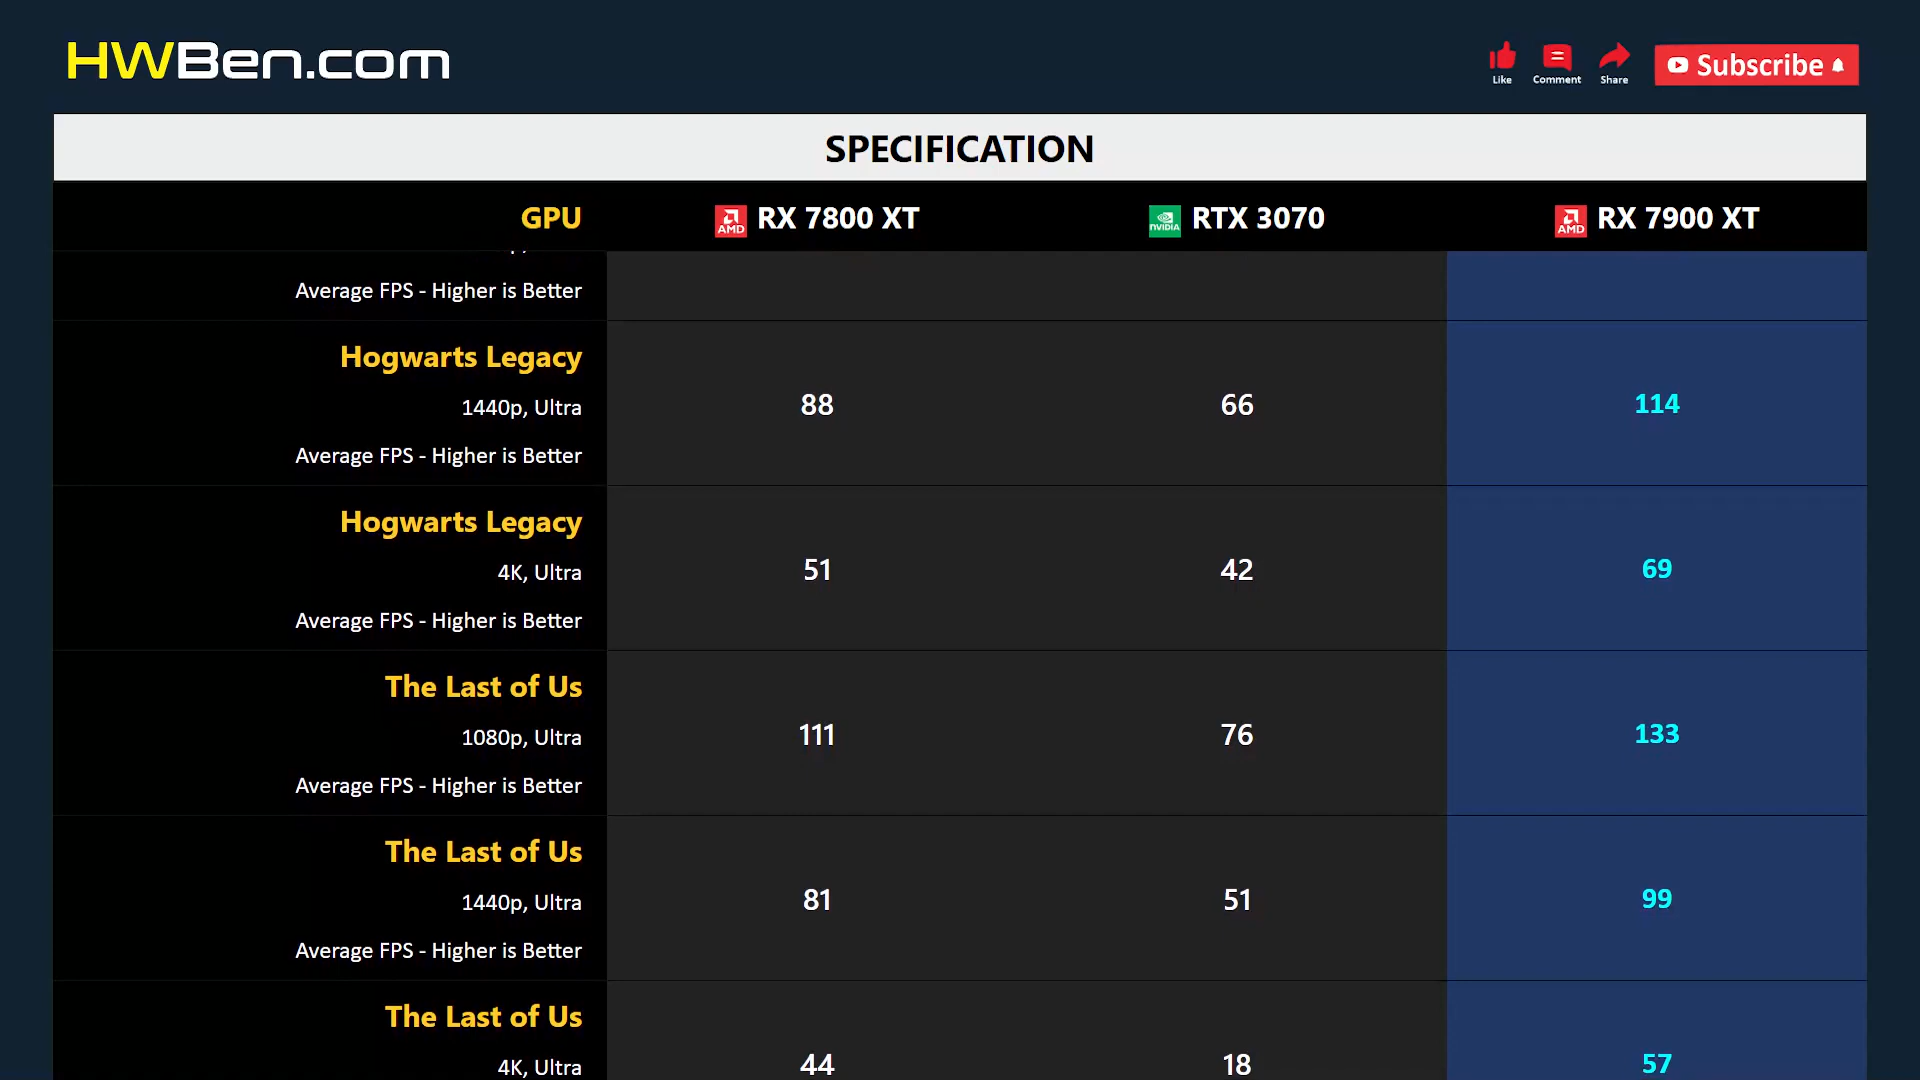 HWBen.com
Like Comment Share Subscribe
SPECIFICATION
GPU AMD RX 7800 XT NVIDIA RTX 3070 AMD RX 7900 XT
Average FPS - Higher is Better
Hogwarts Legacy
1440p, Ultra
88 66 114
Average FPS - Higher is Better
Hogwarts Legacy
4K, Ultra
51 42 69
Average FPS - Higher is Better
The Last of Us
1080p, Ultra
111 76 133
Average FPS - Higher is Better
The Last of Us
1440p, Ultra
81 51 99
Average FPS - Higher is Better
The Last of Us
4K, Ultra
44 18 57